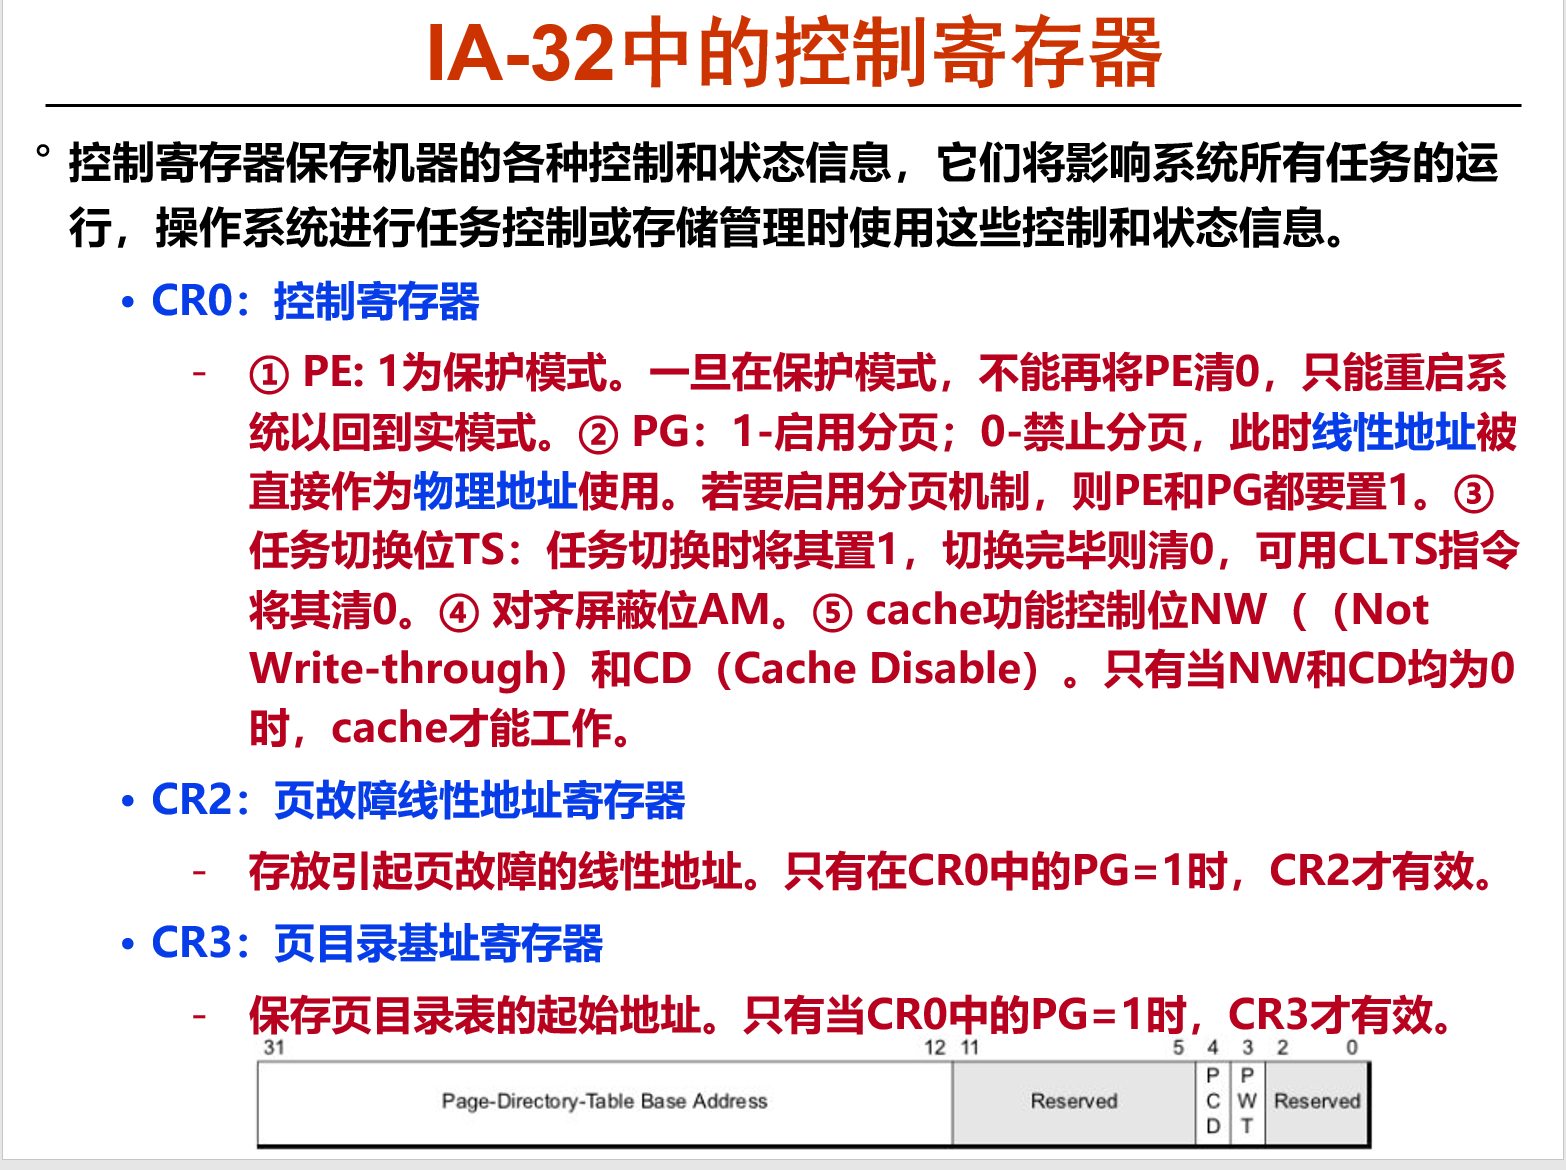 IA-32中的控制寄存器
° 控制寄存器保存机器的各种控制和状态信息，它们将影响系统所有任务的运
行，操作系统进行任务控制或存储管理时使用这些控制和状态信息。
• CR0：控制寄存器
- ① PE: 1为保护模式。一旦在保护模式，不能再将PE清0，只能重启系
统以回到实模式。② PG：1-启用分页；0-禁止分页，此时线性地址被
直接作为物理地址使用。若要启用分页机制，则PE和PG都要置1。③
任务切换位TS：任务切换时将其置1，切换完毕则清0，可用CLTS指令
将其清0。④ 对齐屏蔽位AM。⑤ cache功能控制位NW（（Not
Write-through）和CD（Cache Disable）。只有当NW和CD均为0
时，cache才能工作。
• CR2：页故障线性地址寄存器
- 存放引起页故障的线性地址。只有在CR0中的PG=1时，CR2才有效。
• CR3：页目录基址寄存器
- 保存页目录表的起始地址。只有当CR0中的PG=1时，CR3才有效。
31 12 11 5 4 3 2 0
Page-Directory-Table Base Address Reserved PCD PWT Reserved